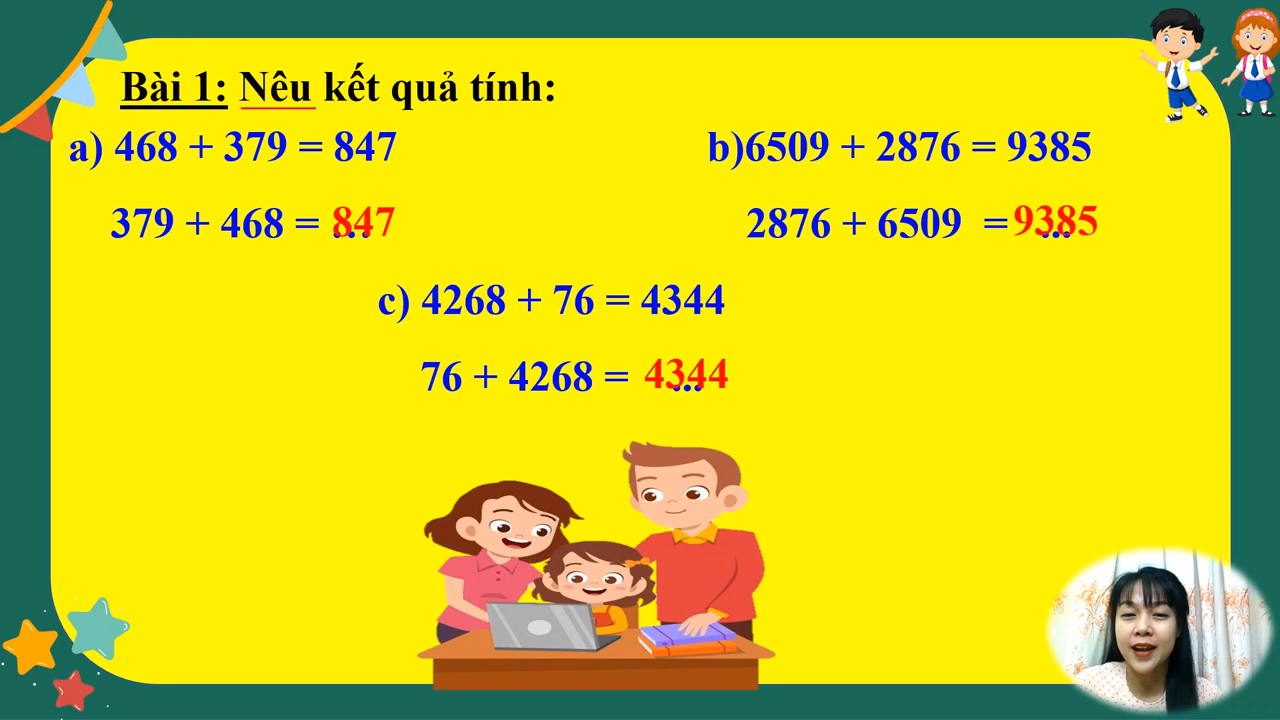 Bài 1: Nêu kết quả tính:
a) 468 + 379 = 847
b)6509 + 2876 = 9385
379 + 468 = ... 847
2876 + 6509 = ... 9385
c) 4268 + 76 = 4344
76 + 4268 = ... 4344